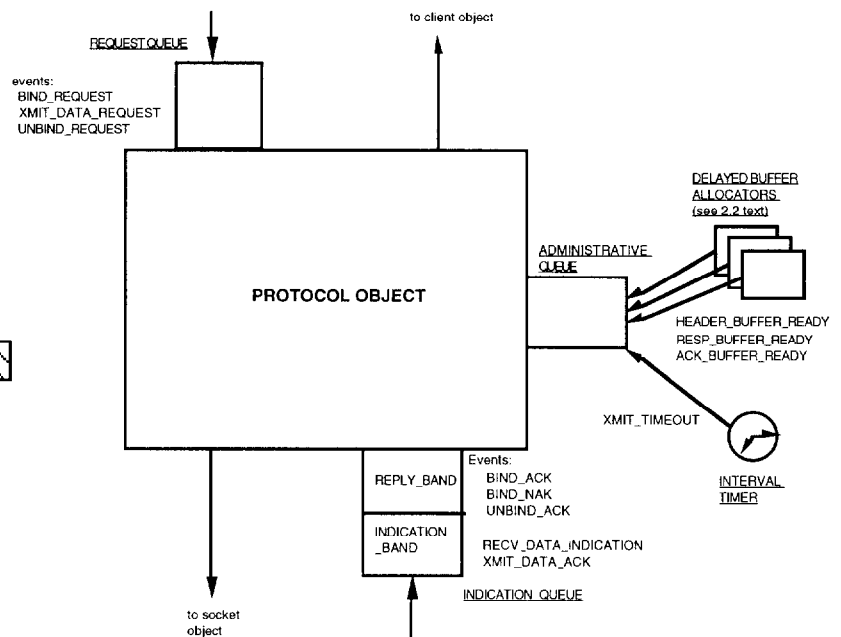 to client object
REQUEST QUEUE
events:
BIND_REQUEST
XMIT_DATA_REQUEST
UNBIND_REQUEST
DELAYED BUFFER
ALLOCATORS
(see 2.2 text)
ADMINISTRATIVE
QUEUE
PROTOCOL OBJECT
HEADER_BUFFER_READY
RESP_BUFFER_READY
ACK_BUFFER_READY
XMIT_TIMEOUT
INTERVAL
TIMER
Events:
REPLY_BAND
BIND_ACK
BIND_NAK
UNBIND_ACK
INDICATION
_BAND
RECV_DATA_INDICATION
XMIT_DATA_ACK
INDICATION QUEUE
to socket
object